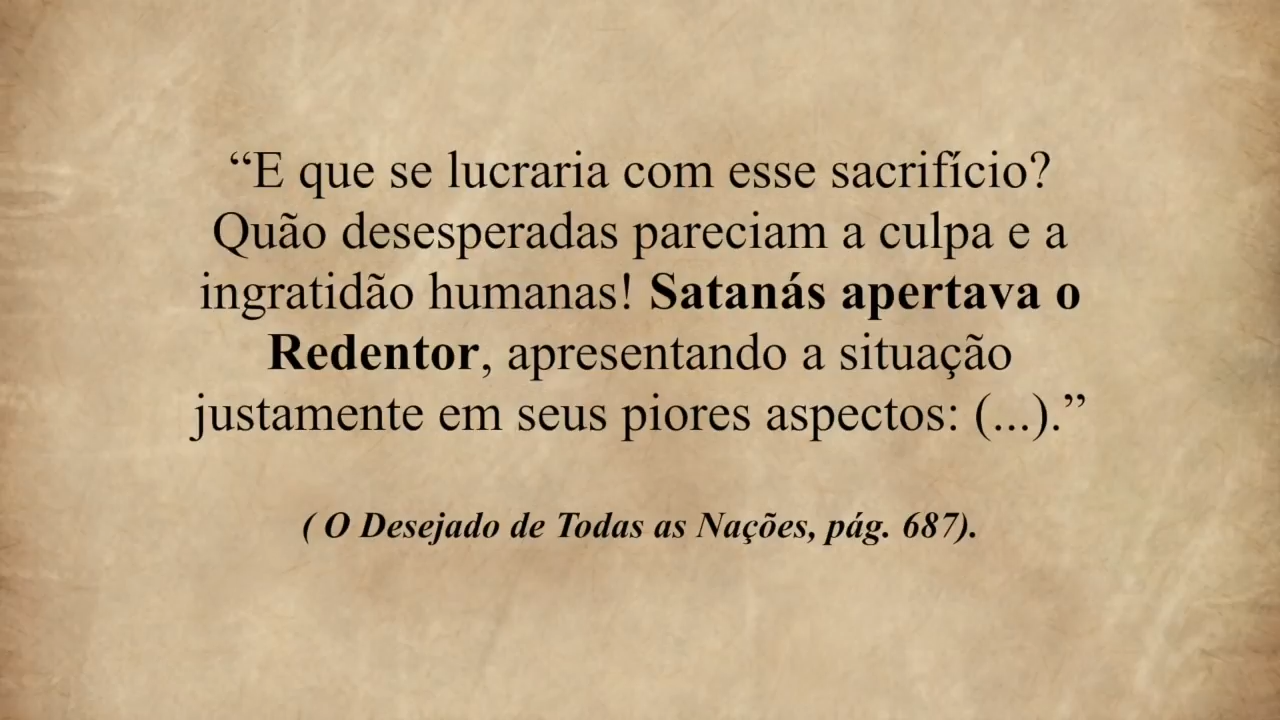 “E que se lucraria com esse sacrifício?
Quão desesperadas pareciam a culpa e a
ingratidão humanas! Satanás apertava o
Redentor, apresentando a situação
justamente em seus piores aspectos: (...).”
( O Desejado de Todas as Nações, pág. 687).